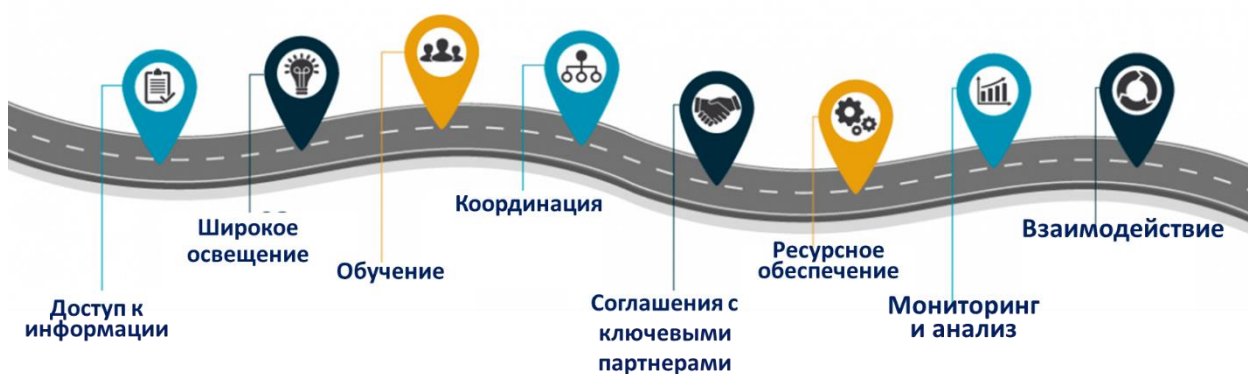 Доступ к
информации
Широкое
освещение
Обучение
Координация
Соглашения с
ключевыми
партнерами
Ресурсное
обеспечение
Мониторинг
и анализ
Взаимодействие